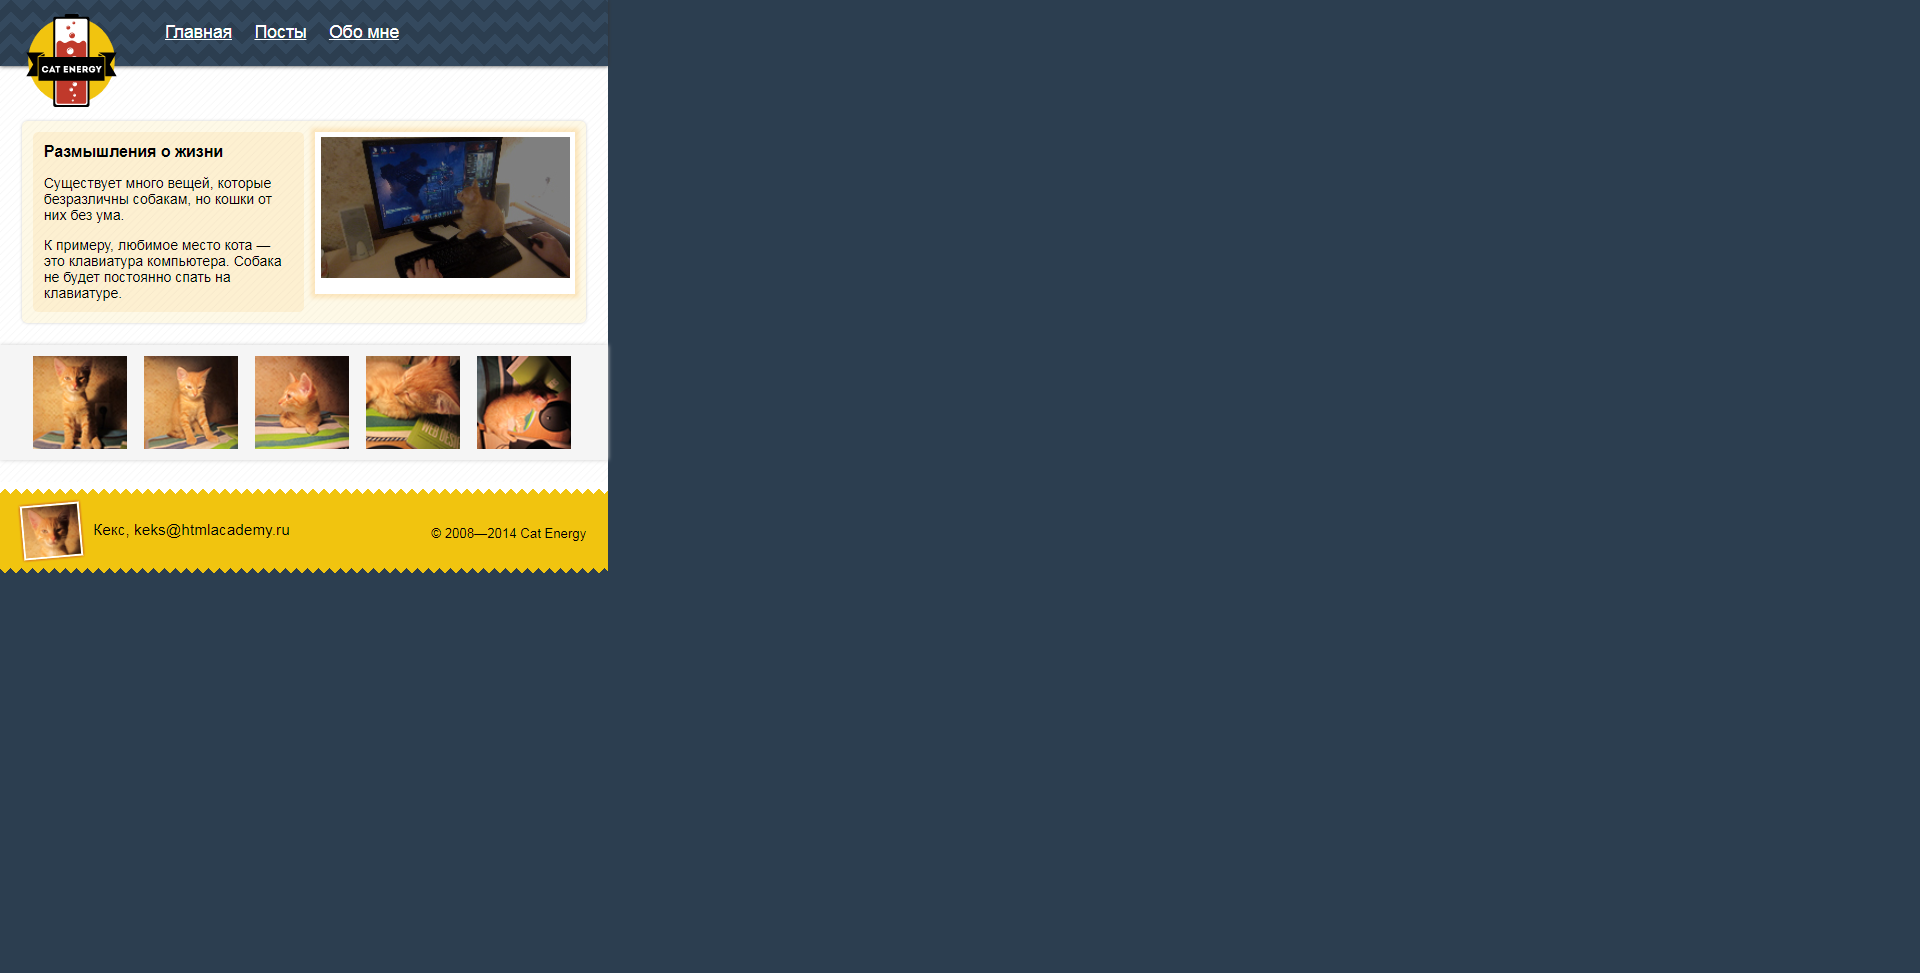 Главная Посты Обо мне
CAT ENERGY
Размышления о жизни
Существует много вещей, которые
безразличны собакам, но кошки от
них без ума.
К примеру, любимое место кота —
это клавиатура компьютера. Собака
не будет постоянно спать на
клавиатуре.
WEB DES
Кекс, keks@htmlacademy.ru
© 2008—2014 Cat Energy